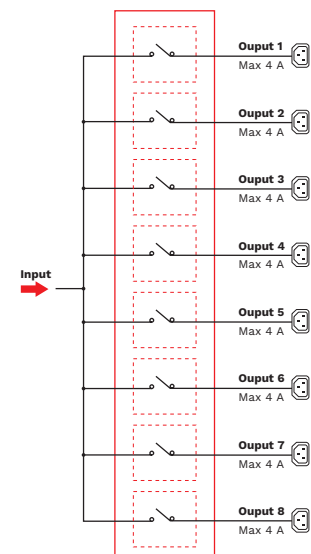 Ouput 1
Max 4 A
Ouput 2
Max 4 A
Ouput 3
Max 4 A
Ouput 4
Max 4 A
Input
Ouput 5
Max 4 A
Ouput 6
Max 4 A
Ouput 7
Max 4 A
Ouput 8
Max 4 A